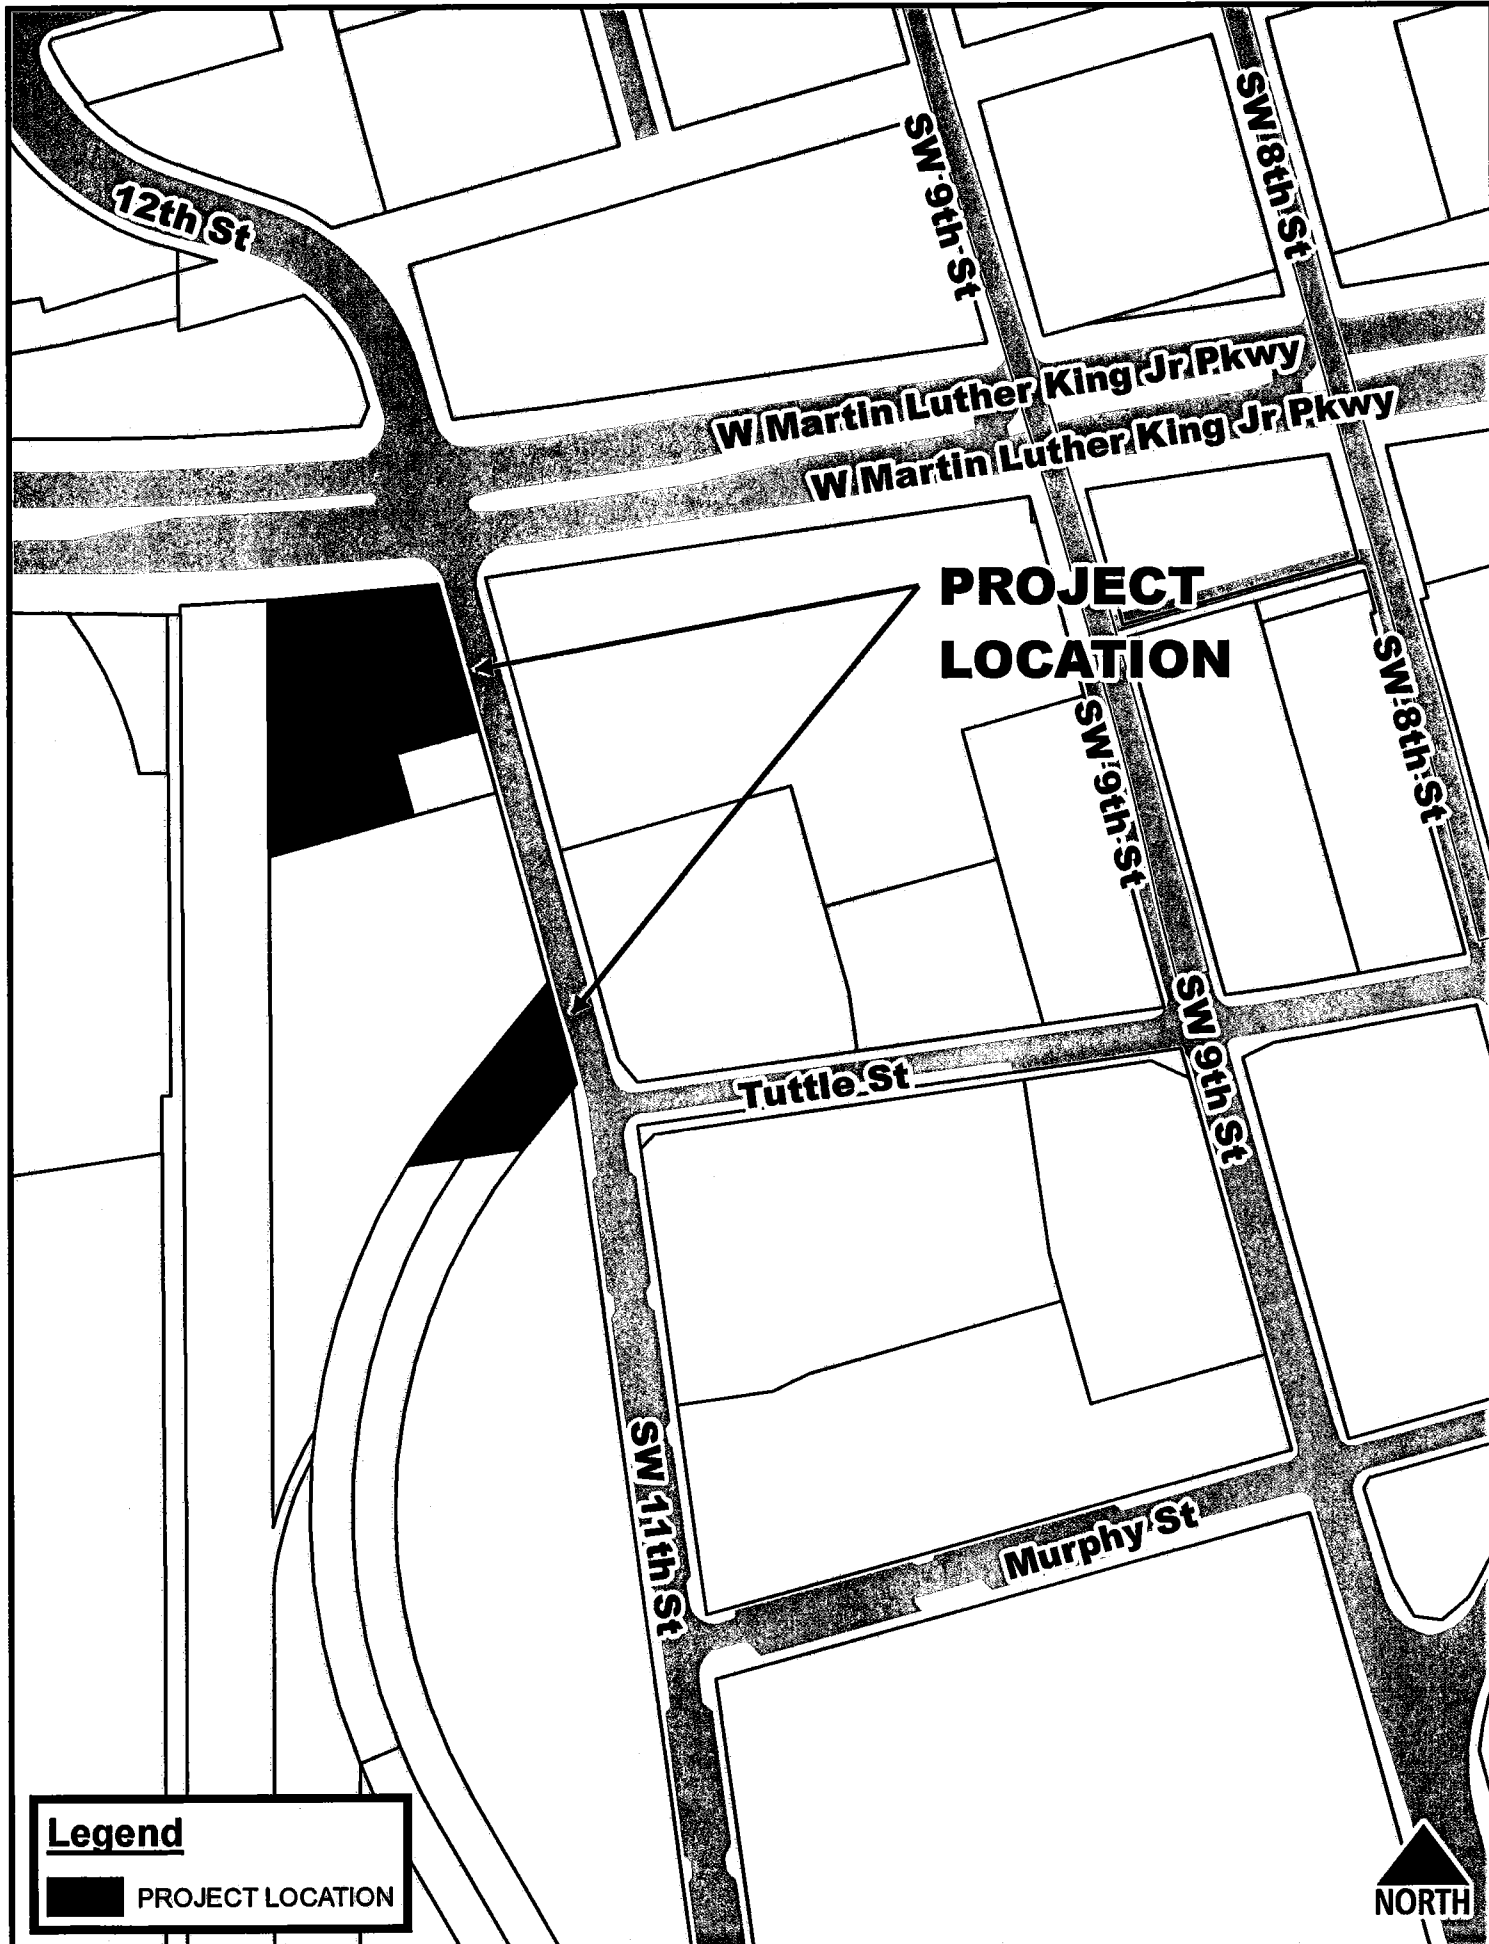 12th St
SW 9th St
SW 8th St
W Martin Luther King Jr Pkwy
W Martin Luther King Jr Pkwy
PROJECT
LOCATION
SW 9th St
SW 8th St
SW 9th St
Tuttle St
SW 11th St
Murphy St
Legend
PROJECT LOCATION
NORTH